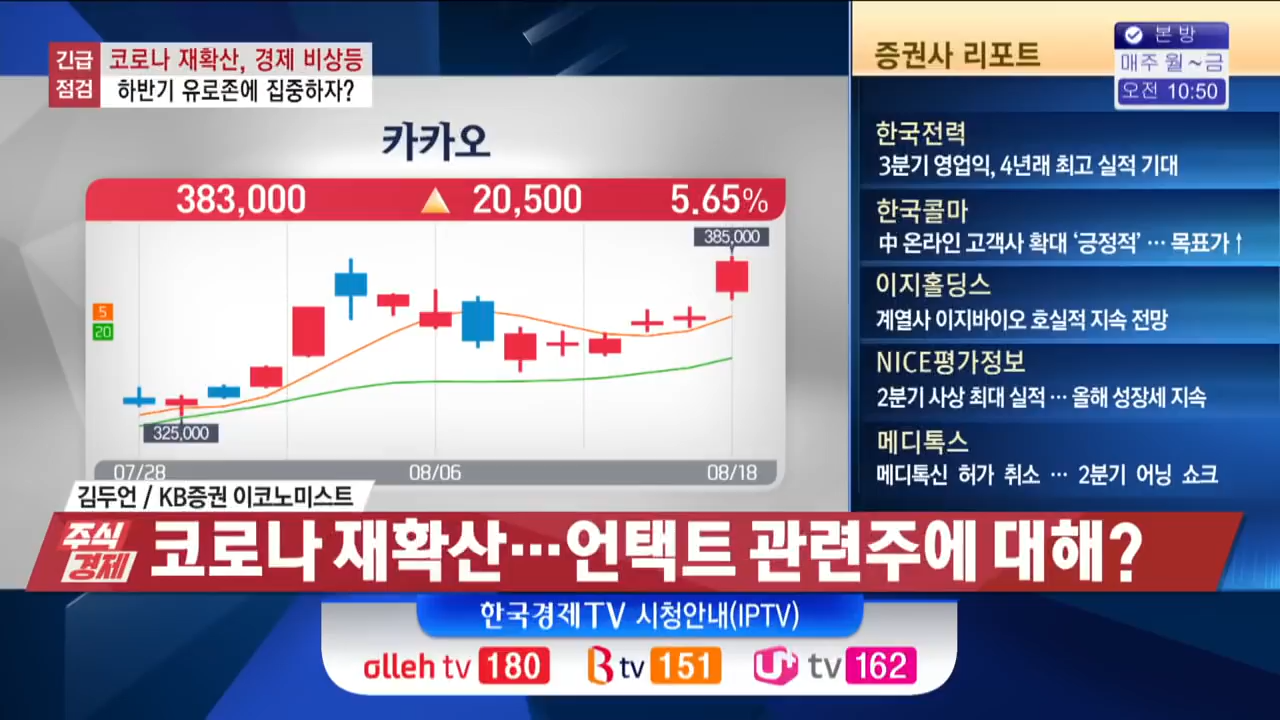 긴급
점검
코로나 재확산, 경제 비상등
하반기 유로존에 집중하자?
카카오
383,000 ▲ 20,500 5.65%
385,000
5
20
325,000
07/28 08/06 08/18
증권사 리포트
본 방
매주 월~금
오전 10:50
한국전력
3분기 영업익, 4년래 최고 실적 기대
한국콜마
中 온라인 고객사 확대 ‘긍정적’… 목표가↑
이지홀딩스
계열사 이지바이오 호실적 지속 전망
NICE평가정보
2분기 사상 최대 실적… 올해 성장세 지속
메디톡스
메디톡신 허가 취소 … 2분기 어닝 쇼크
김두언 / KB증권 이코노미스트
주식
경제
코로나 재확산…언택트 관련주에 대해?
한국경제TV 시청안내(IPTV)
alleh tv 180 B tv 151 U+ tv 162